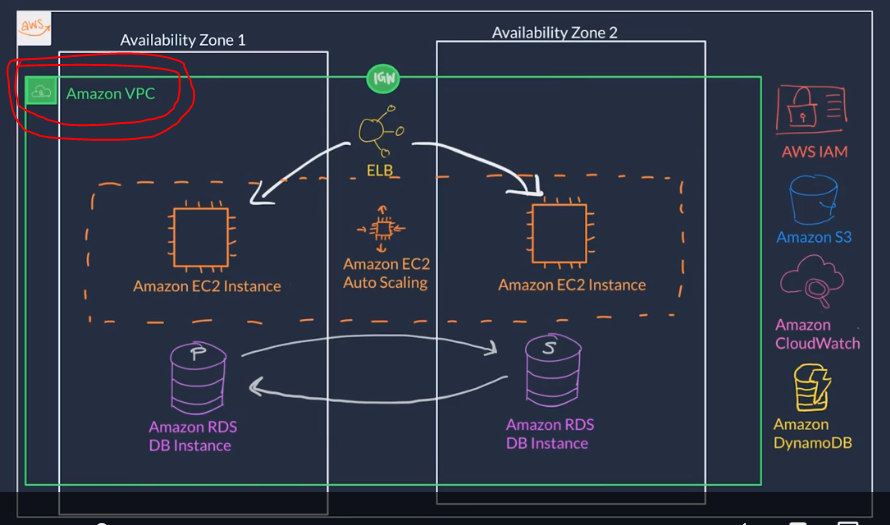 aws
Availability Zone 1
Availability Zone 2
IGW
Amazon VPC
ELB
AWS IAM
Amazon S3
Amazon EC2 Instance
Amazon EC2
Auto Scaling
Amazon EC2 Instance
Amazon
CloudWatch
P
S
Amazon RDS
DB Instance
Amazon RDS
DB Instance
Amazon
DynamoDB